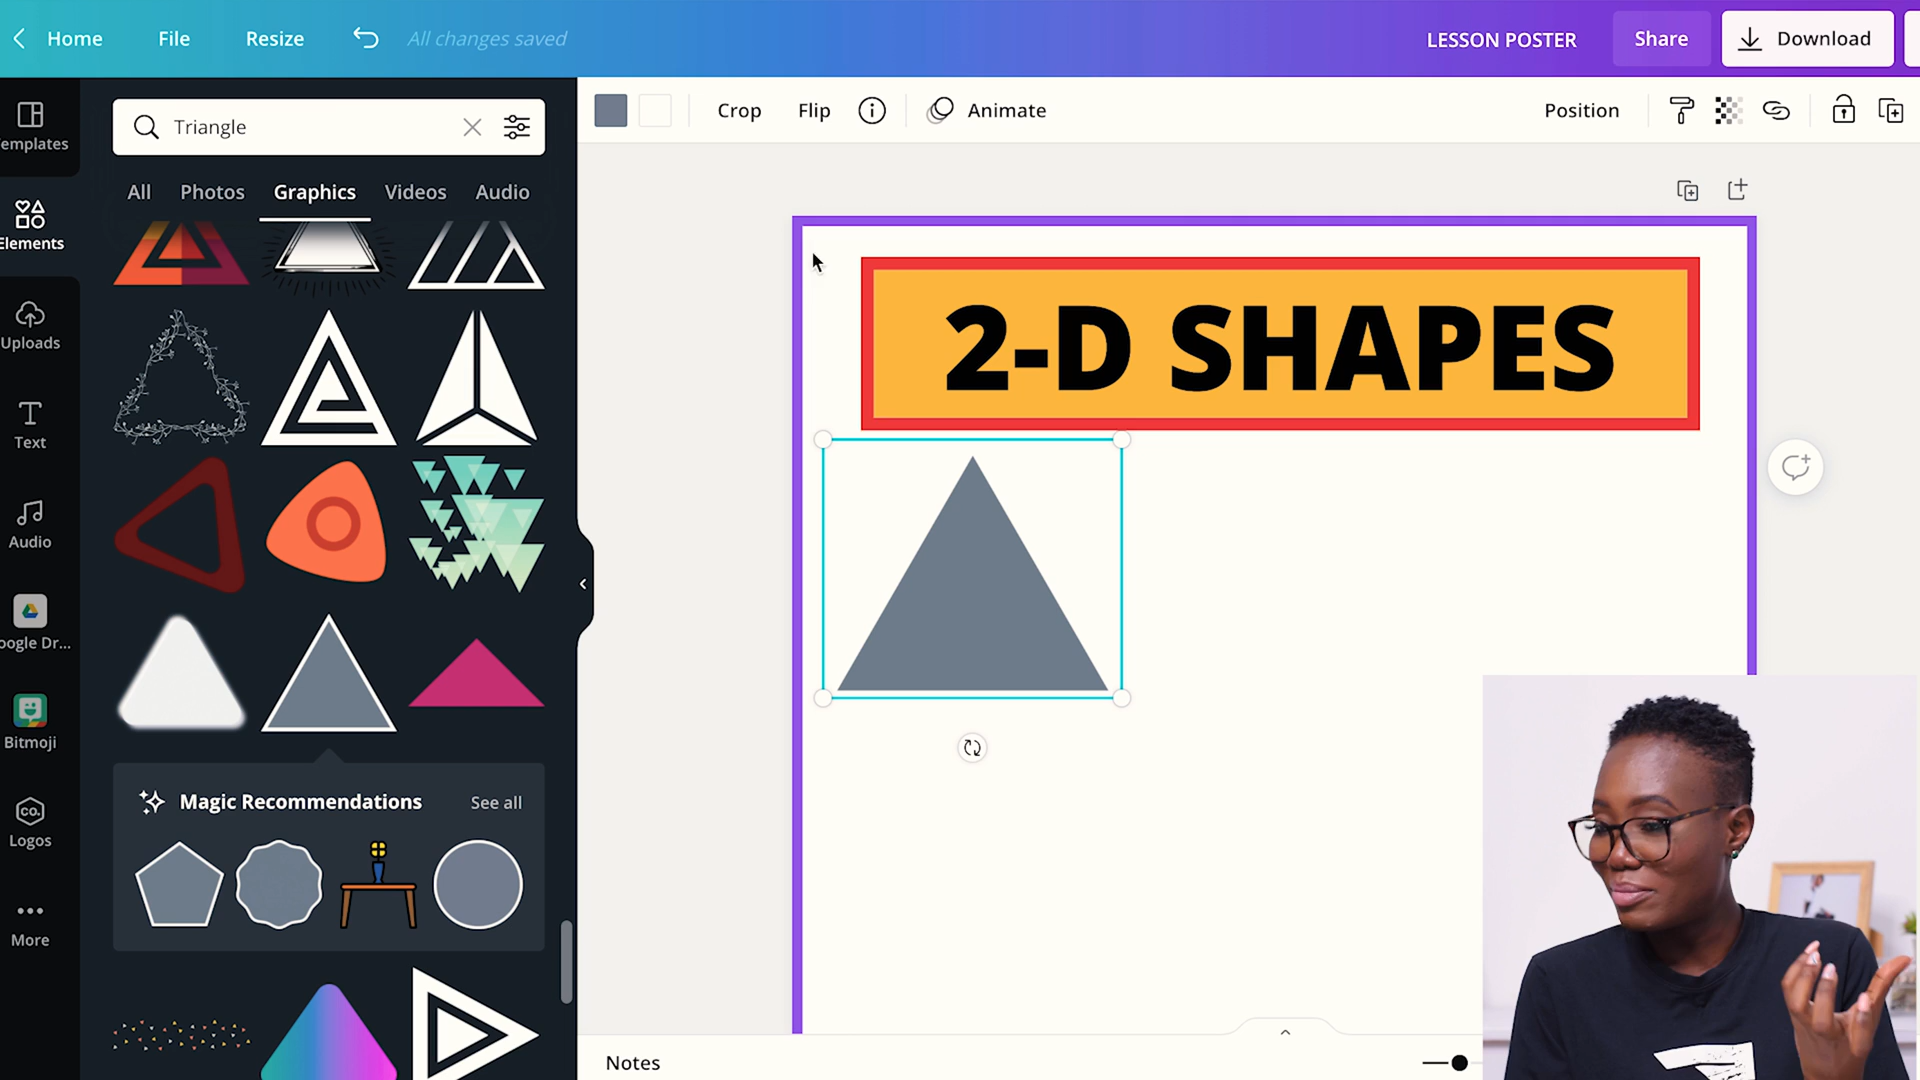 Home File Resize All changes saved LESSON POSTER Share Download
Triangle
Crop Flip Animate Position
All Photos Graphics Videos Audio
emplates
Elements
Uploads
Text
Audio
oogle Dr...
Bitmoji
CO.
Logos
More
2-D SHAPES
Magic Recommendations See all
Notes